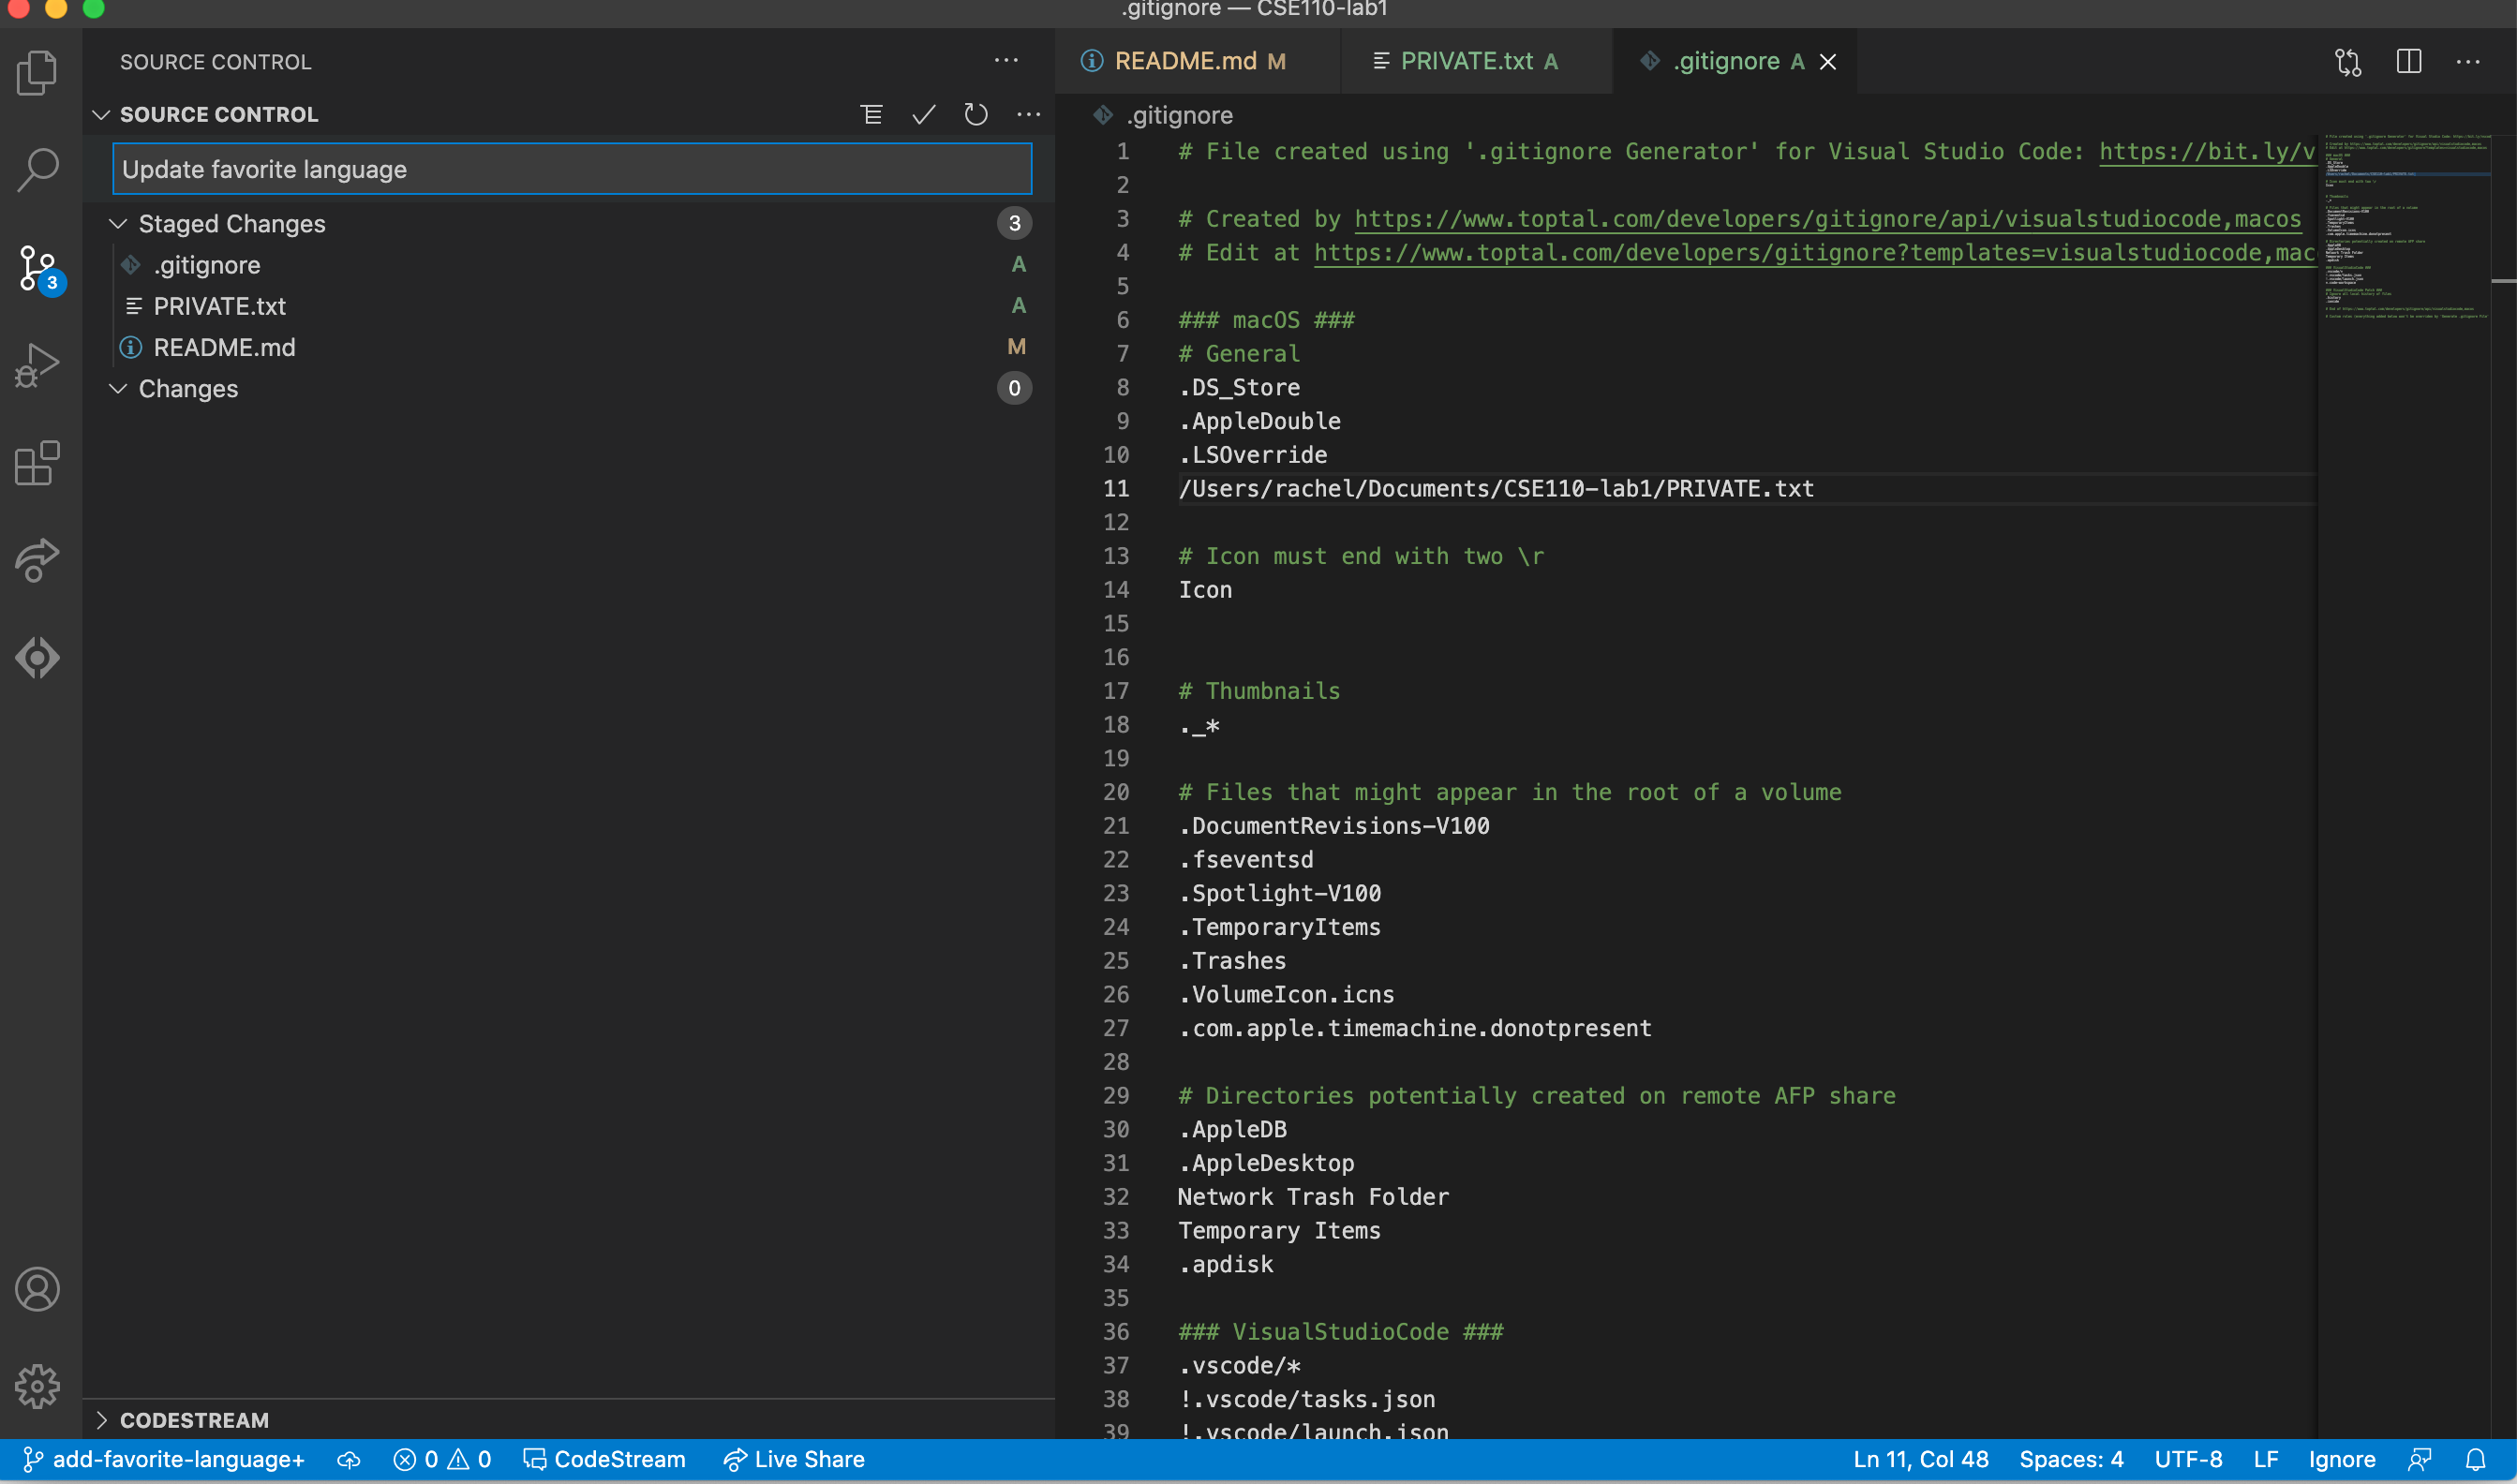 .gitignore — CSE110-lab1
SOURCE CONTROL
SOURCE CONTROL
Update favorite language
Staged Changes 3
.gitignore A
PRIVATE.txt A
README.md M
Changes 0
3
CODESTREAM
README.md M
PRIVATE.txt A
.gitignore A
.gitignore
1 # File created using '.gitignore Generator' for Visual Studio Code: https://bit.ly/v
2
3 # Created by https://www.toptal.com/developers/gitignore/api/visualstudiocode,macos
4 # Edit at https://www.toptal.com/developers/gitignore?templates=visualstudiocode,mac
5
6 ### macOS ###
7 # General
8 .DS_Store
9 .AppleDouble
10 .LSOverride
11 /Users/rachel/Documents/CSE110-lab1/PRIVATE.txt
12
13 # Icon must end with two \r
14 Icon
15
16
17 # Thumbnails
18 ._*
19
20 # Files that might appear in the root of a volume
21 .DocumentRevisions-V100
22 .fseventsd
23 .Spotlight-V100
24 .TemporaryItems
25 .Trashes
26 .VolumeIcon.icns
27 .com.apple.timemachine.donotpresent
28
29 # Directories potentially created on remote AFP share
30 .AppleDB
31 .AppleDesktop
32 Network Trash Folder
33 Temporary Items
34 .apdisk
35
36 ### VisualStudioCode ###
37 .vscode/*
38 !.vscode/tasks.json
39 !.vscode/launch.json
add-favorite-language+ 0 0 CodeStream Live Share Ln 11, Col 48 Spaces: 4 UTF-8 LF Ignore